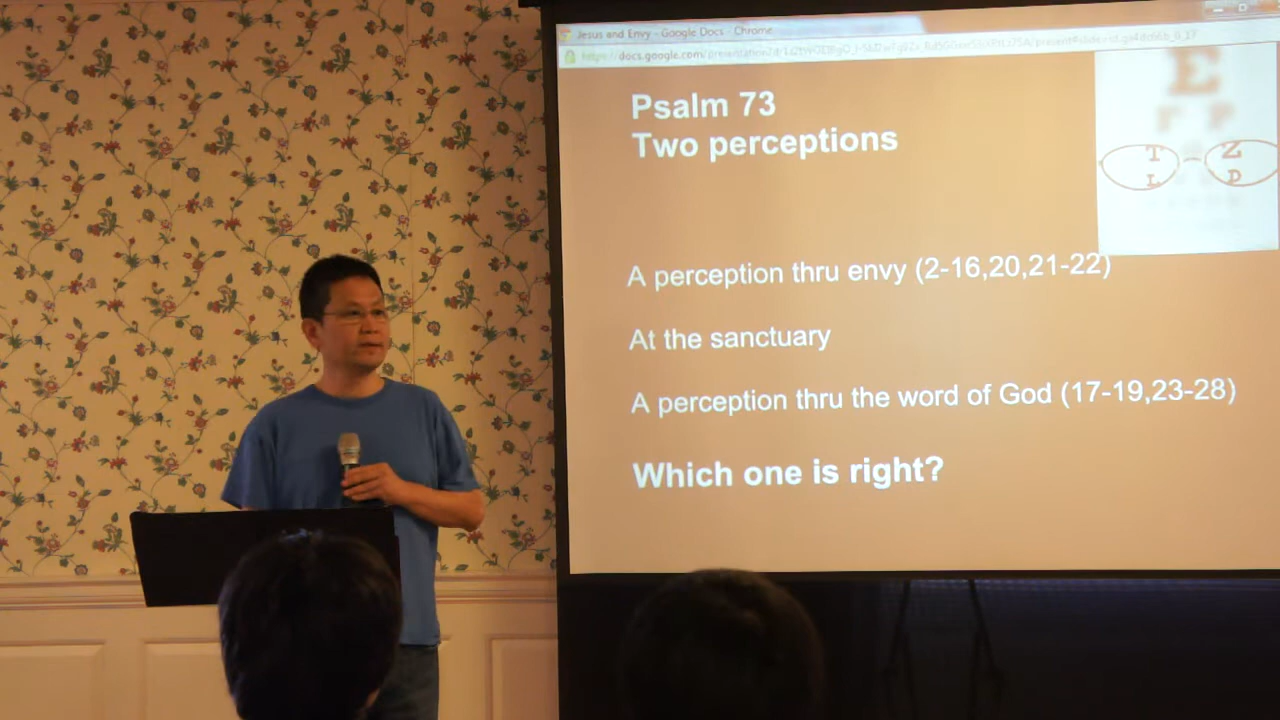 Jesus and Envy - Google Docs - Chrome
Psalm 73
Two perceptions
E
F P
T Z
L D
A perception thru envy (2-16,20,21-22)
At the sanctuary
A perception thru the word of God (17-19,23-28)
Which one is right?